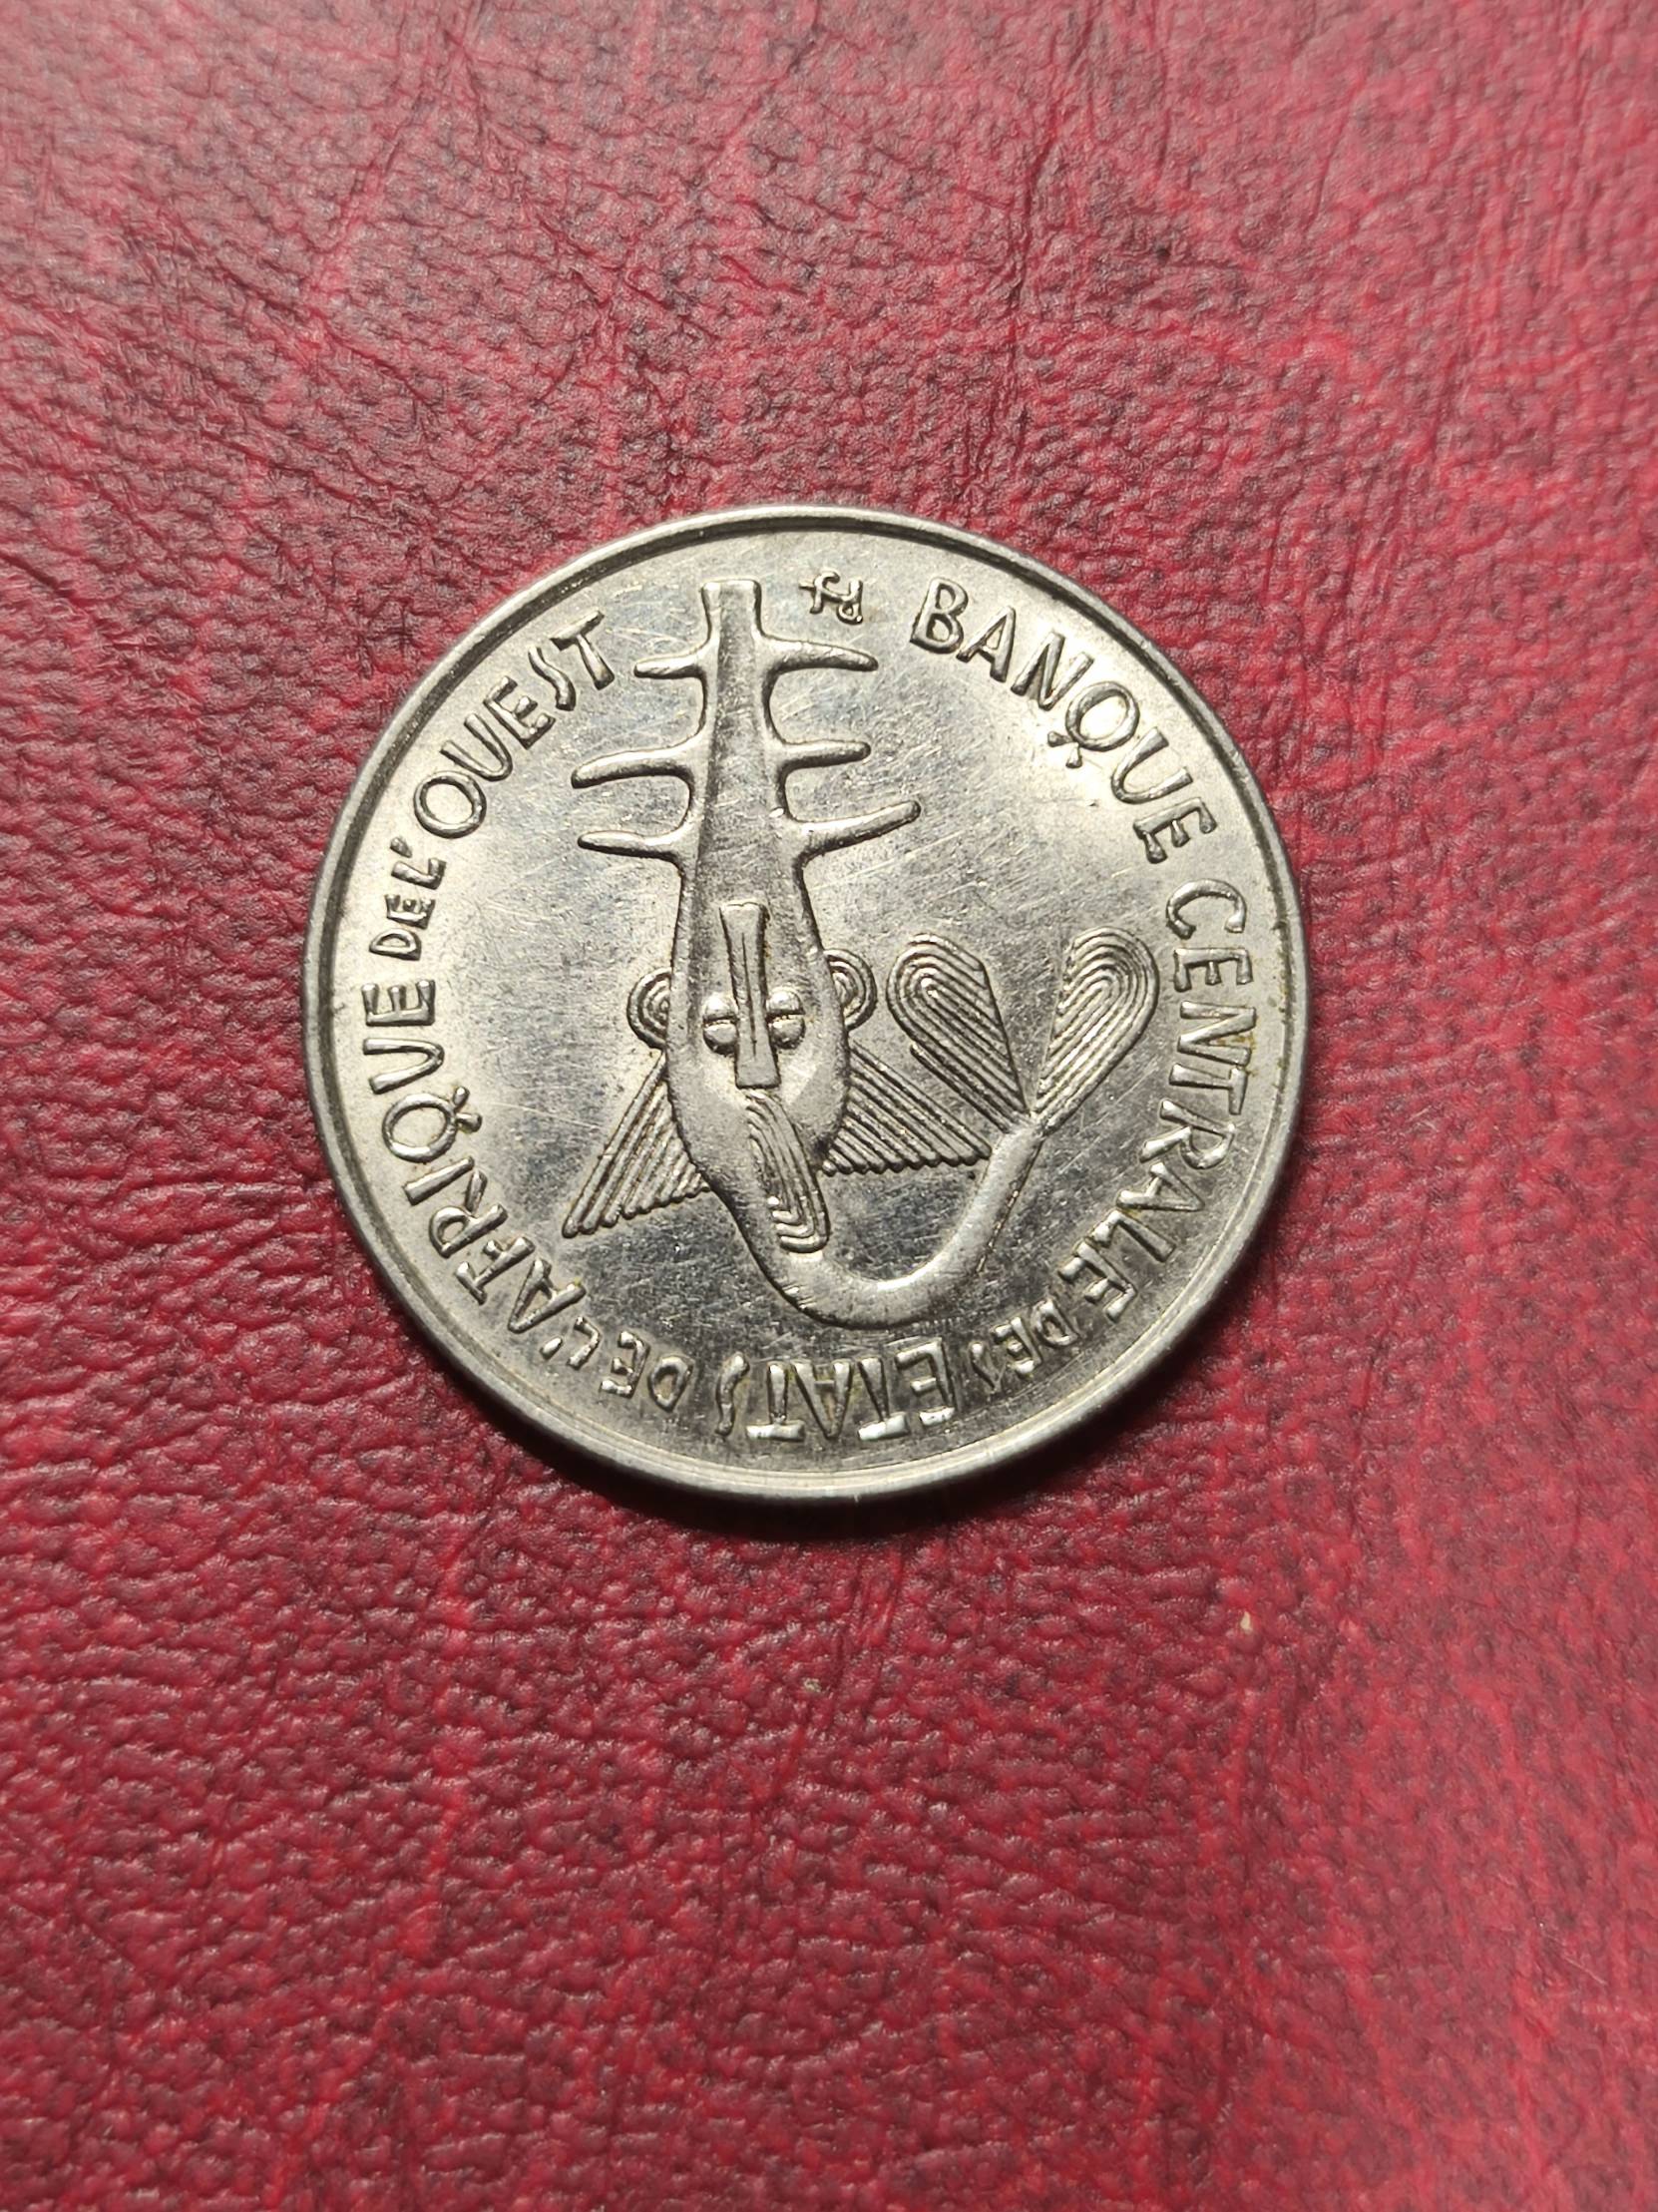 BANQUE CENTRALE DES ETATS DE L'AFRIQUE DE L'OUEST